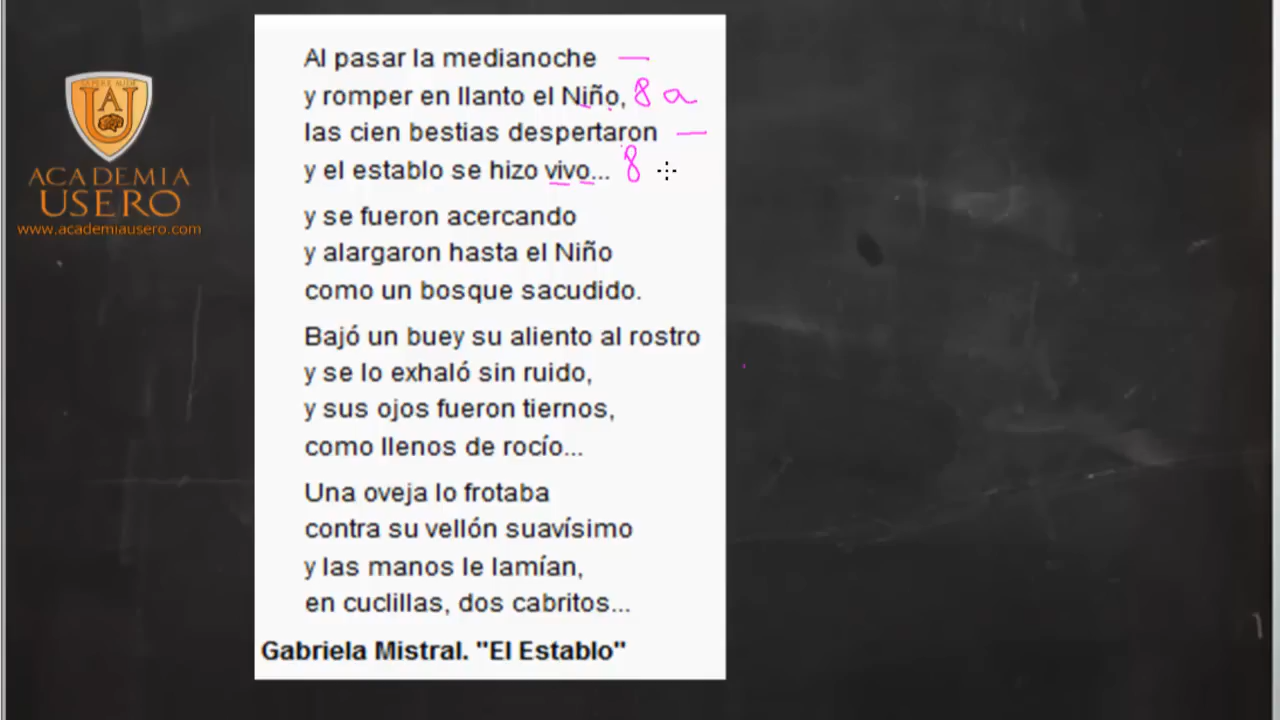 ACADEMIA
USERO
www.academiausero.com
Al pasar la medianoche —
y romper en llanto el Niño, 8 a
las cien bestias despertaron —
y el establo se hizo vivo... 8
y se fueron acercando
y alargaron hasta el Niño
como un bosque sacudido.
Bajó un buey su aliento al rostro
y se lo exhaló sin ruido,
y sus ojos fueron tiernos,
como llenos de rocío...
Una oveja lo frotaba
contra su vellón suavísimo
y las manos le lamían,
en cuclillas, dos cabritos...
Gabriela Mistral. "El Establo"